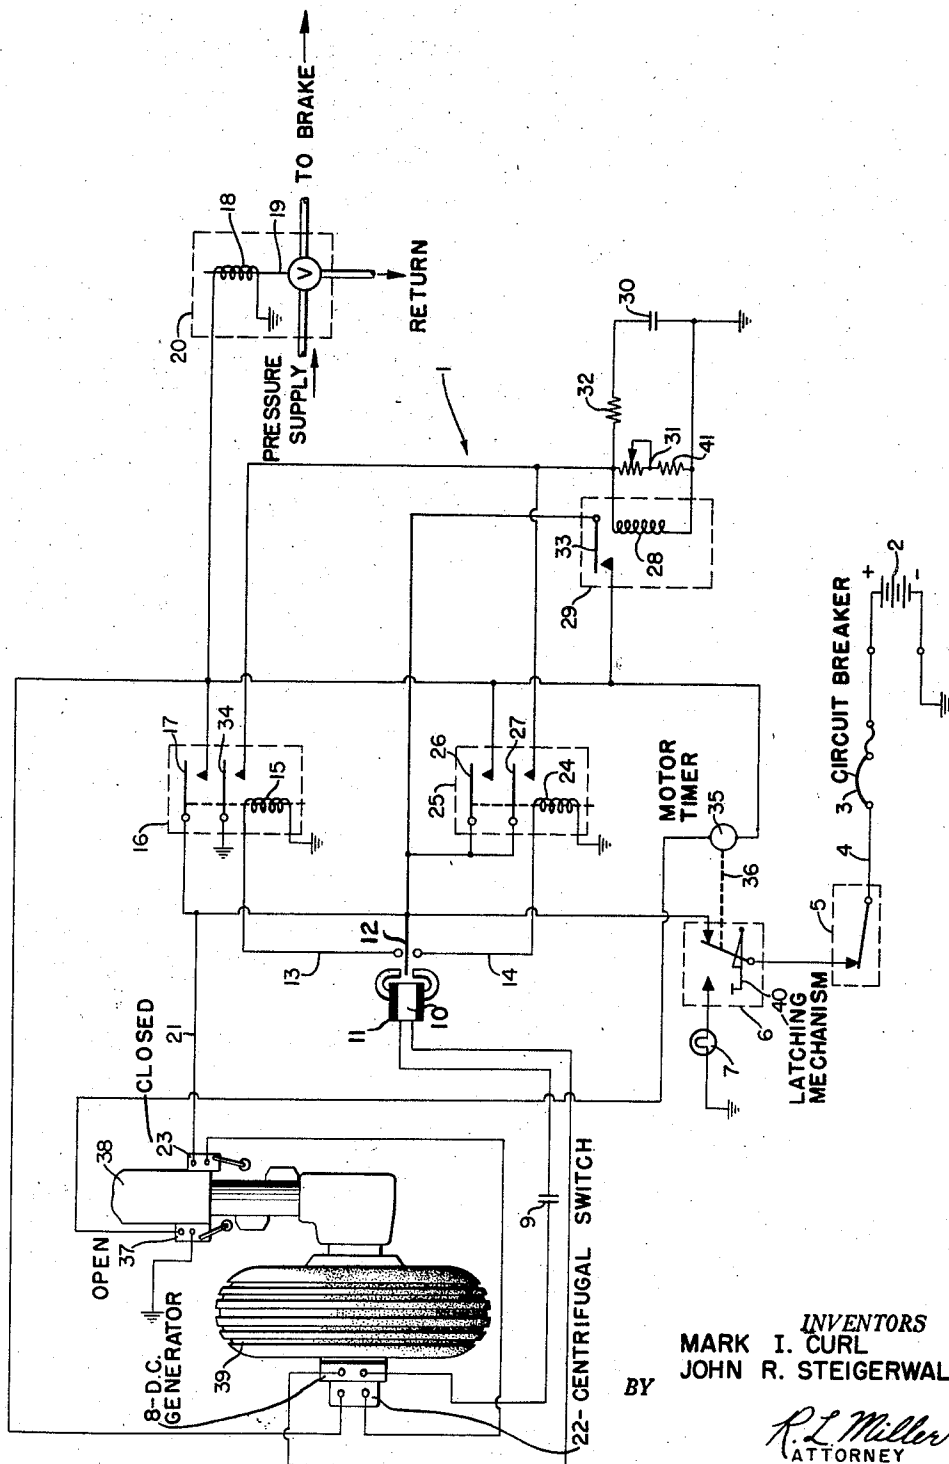 TO BRAKE
18
19
V
20
RETURN
PRESSURE
SUPPLY
30
1
32
31
41
33
28
29
2
+
-
17
34
15
16
26
27
25
24
MOTOR
TIMER
35
36
CIRCUIT BREAKER
3
4
5
12
13
14
11
10
40
6
LATCHING
MECHANISM
7
21
CLOSED
23
38
37
OPEN
9
39
8-D.C.
GENERATOR
22-CENTRIFUGAL SWITCH
INVENTORS
MARK I. CURL
JOHN R. STEIGERWAL
BY
R. L. Miller
ATTORNEY